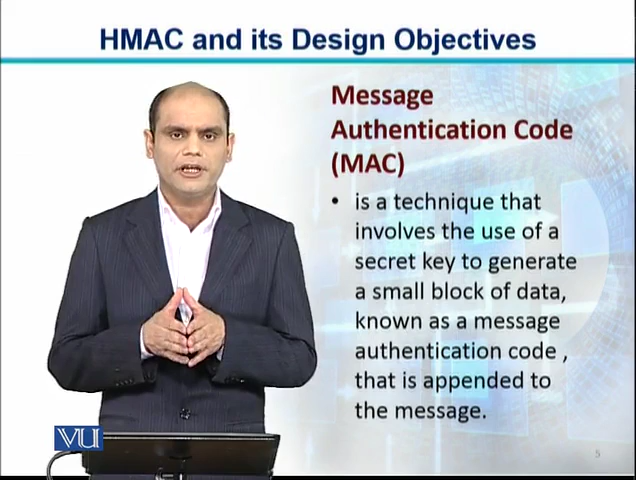 HMAC and its Design Objectives
Message
Authentication Code
(MAC)
• is a technique that
involves the use of a
secret key to generate
a small block of data,
known as a message
authentication code ,
that is appended to
the message.
VU
5